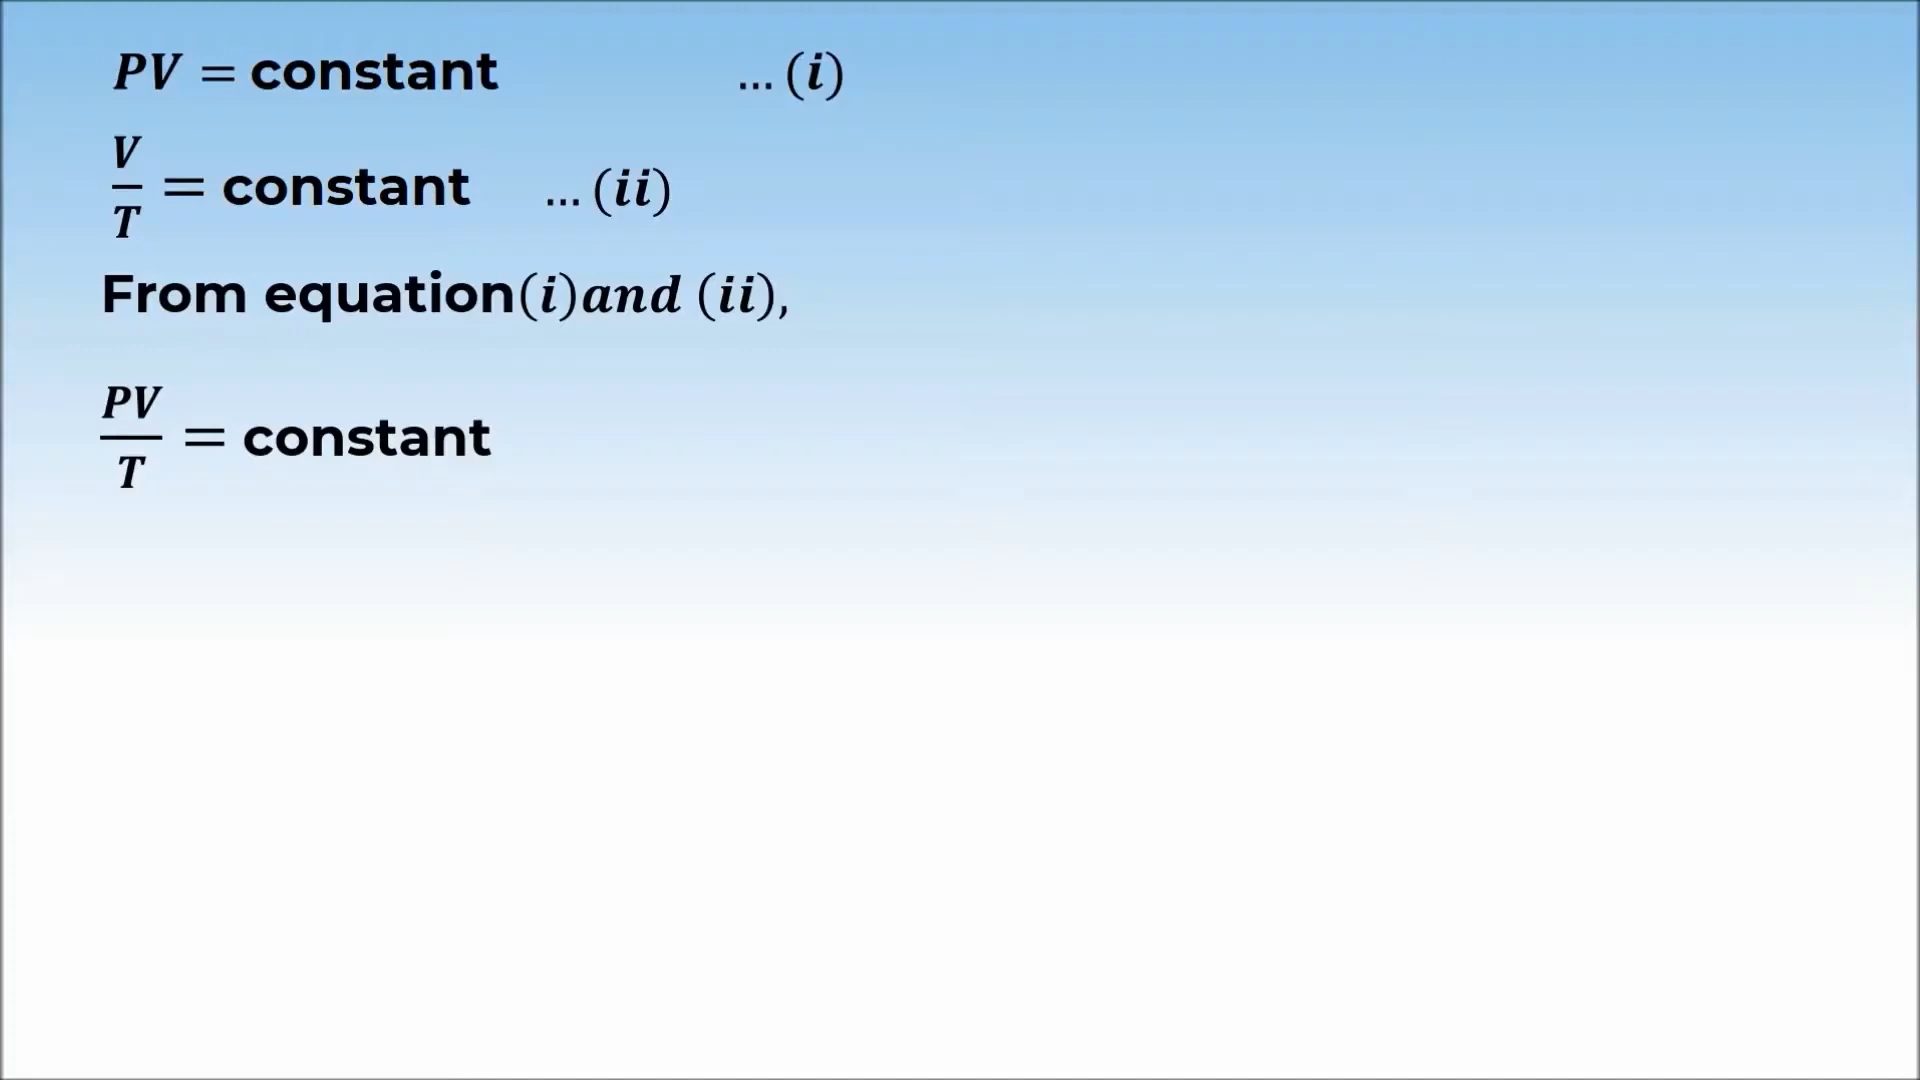 PV = constant ... (i)
V/T = constant ... (ii)
From equation(i)and (ii),
PV/T = constant